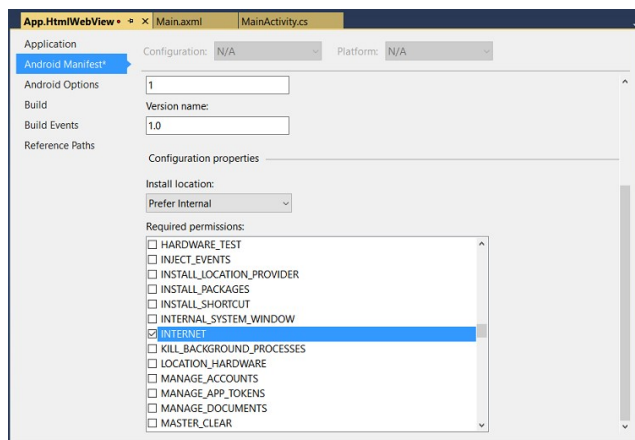 App.HtmlWebView Main.axml MainActivity.cs
Application
Android Manifest*
Android Options
Build
Build Events
Reference Paths
Configuration: N/A Platform: N/A
1
Version name:
1.0
Configuration properties
Install location:
Prefer Internal
Required permissions:
HARDWARE_TEST
INJECT_EVENTS
INSTALL_LOCATION_PROVIDER
INSTALL_PACKAGES
INSTALL_SHORTCUT
INTERNAL_SYSTEM_WINDOW
INTERNET
KILL_BACKGROUND_PROCESSES
LOCATION_HARDWARE
MANAGE_ACCOUNTS
MANAGE_APP_TOKENS
MANAGE_DOCUMENTS
MASTER_CLEAR